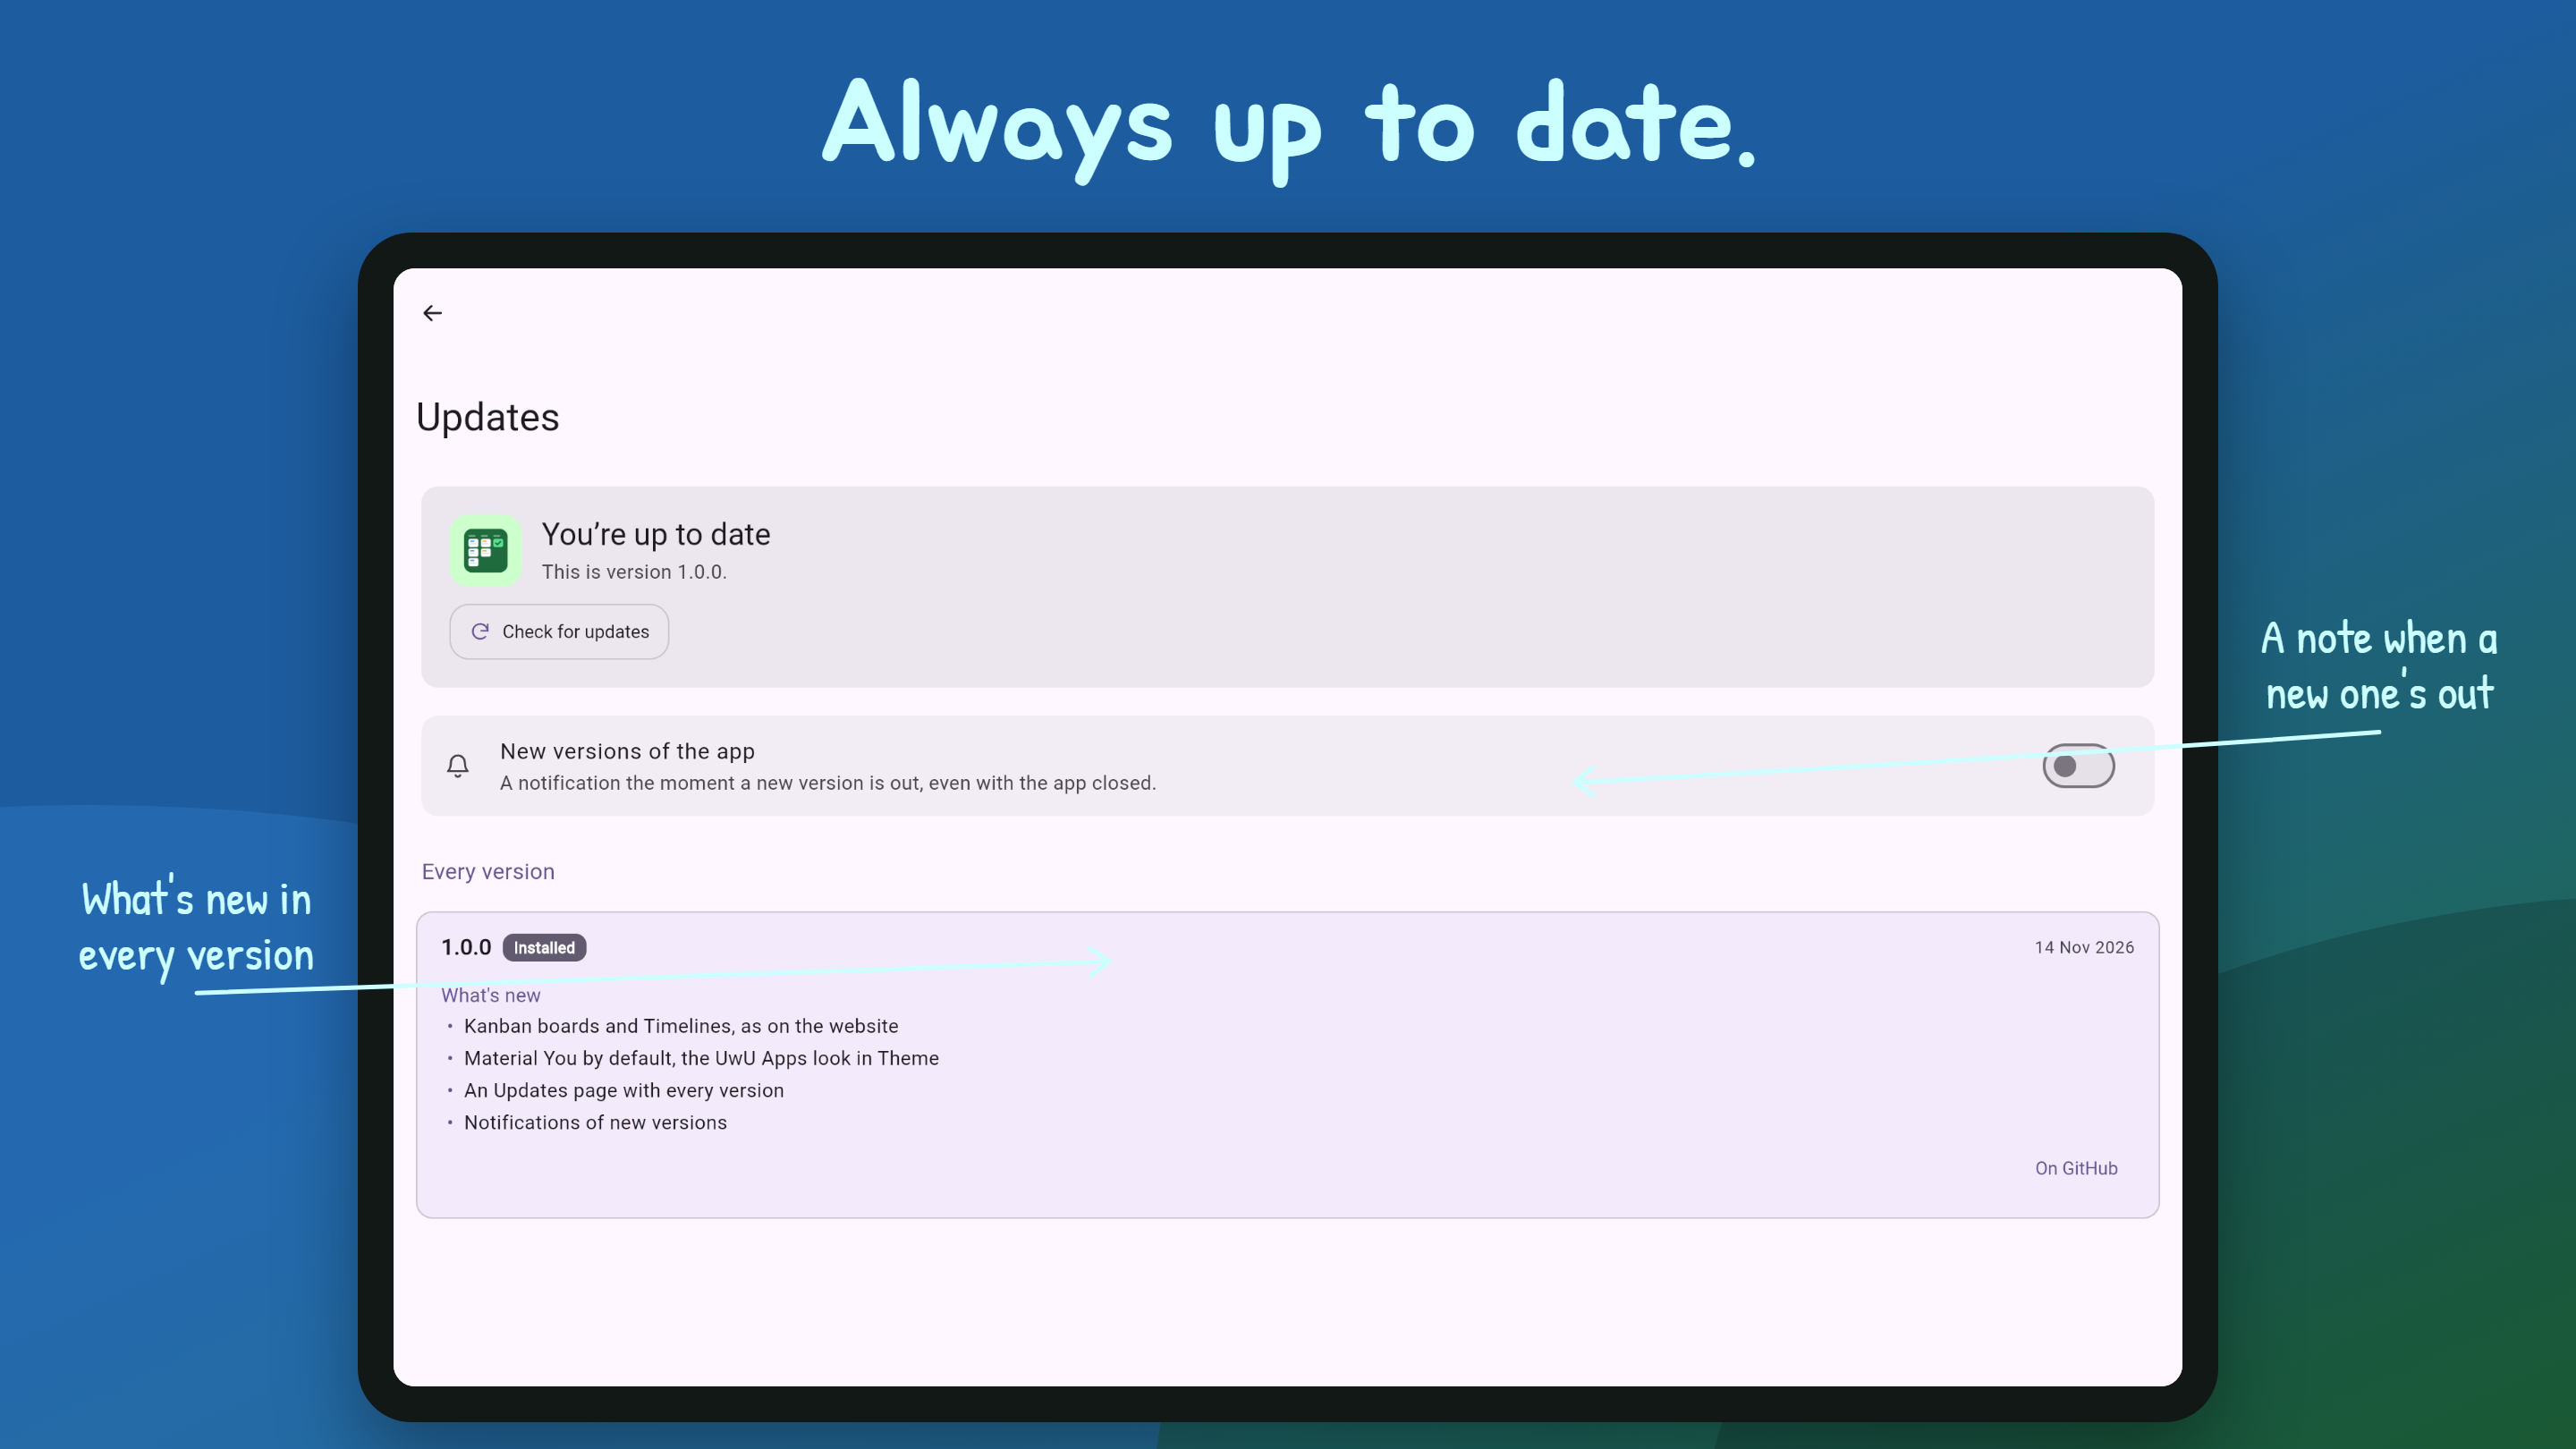 Always up to date.
Updates
You’re up to date
This is version 1.0.0.
Check for updates
A note when a
new one's out
New versions of the app
A notification the moment a new version is out, even with the app closed.
Every version
What's new in
every version
1.0.0 Installed
14 Nov 2026
What's new
• Kanban boards and Timelines, as on the website
• Material You by default, the UwU Apps look in Theme
• An Updates page with every version
• Notifications of new versions
On GitHub